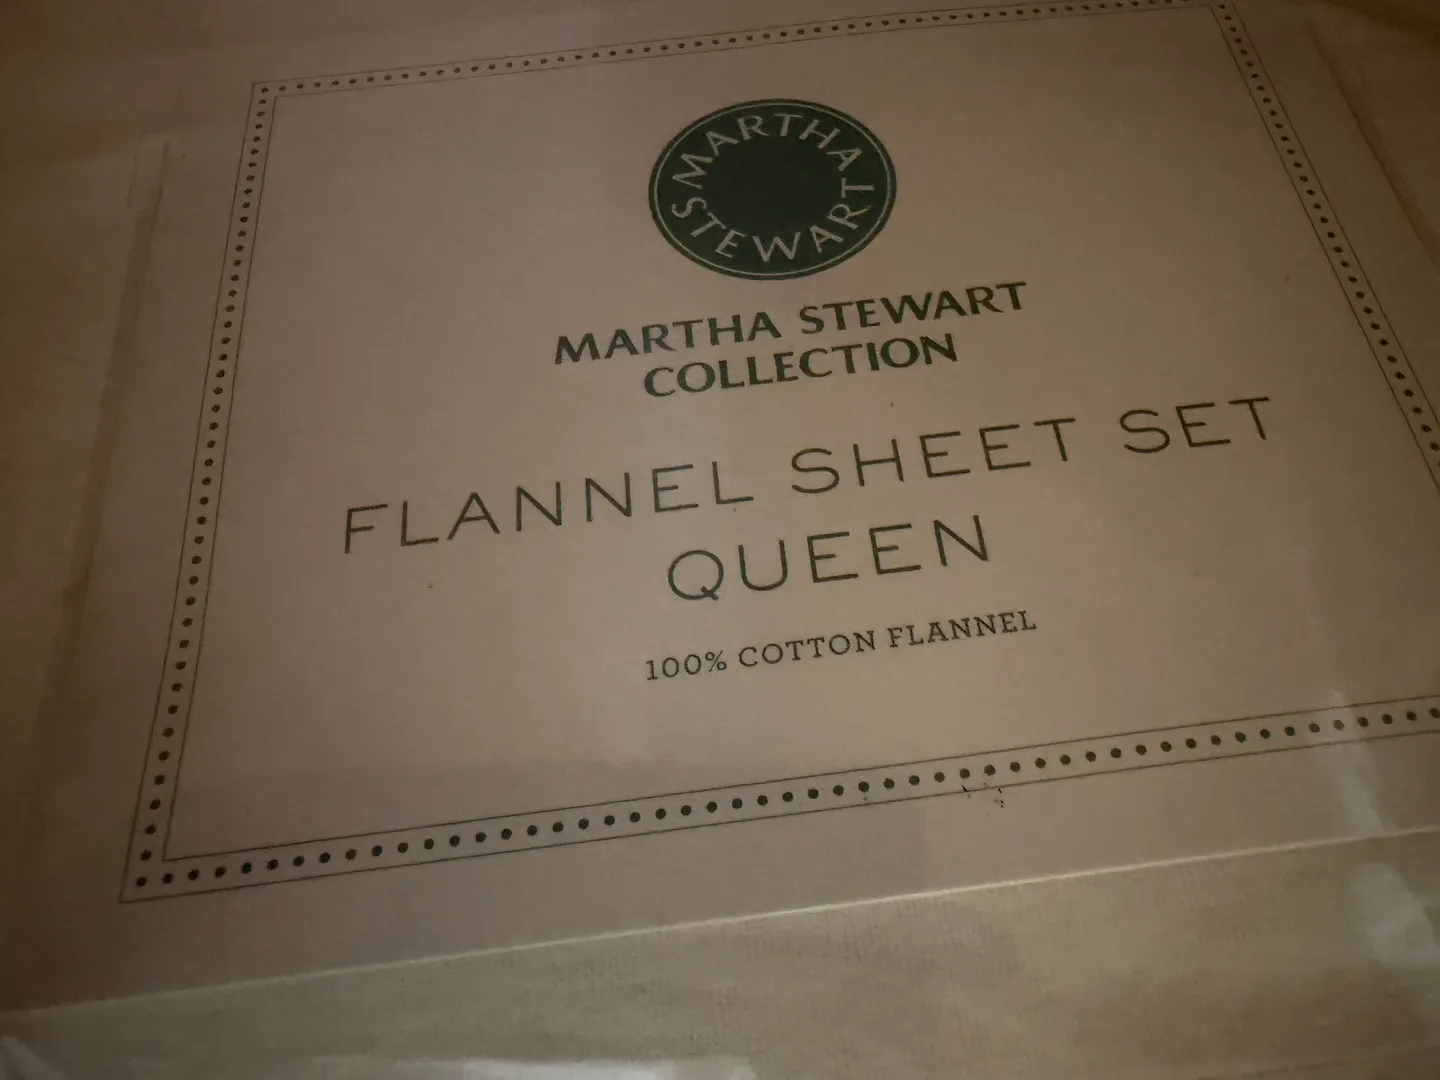 MARTHA
STEWART
MARTHA STEWART
COLLECTION
FLANNEL SHEET SET
QUEEN
100% COTTON FLANNEL